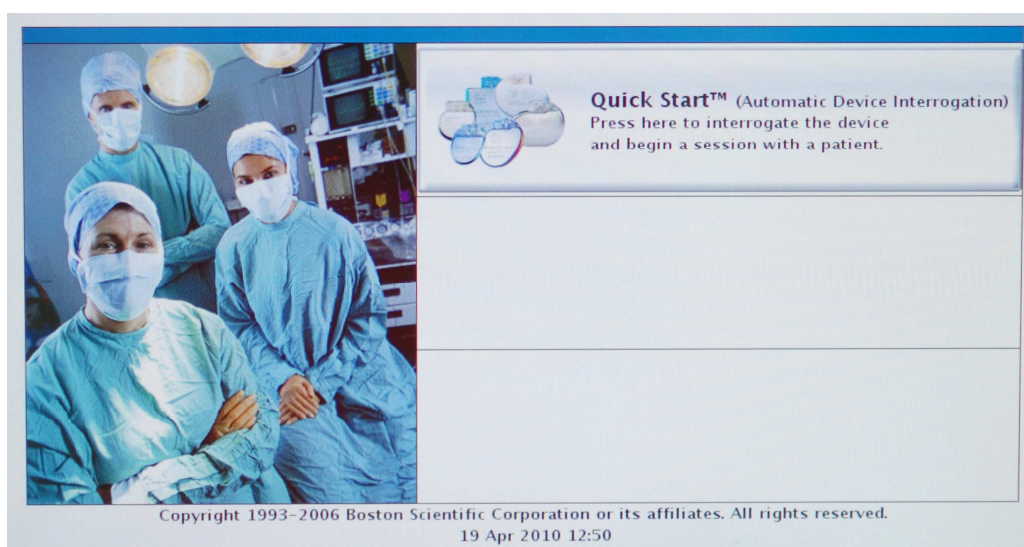 Quick Start™ (Automatic Device Interrogation)
Press here to interrogate the device
and begin a session with a patient.
Copyright 1993-2006 Boston Scientific Corporation or its affiliates. All rights reserved.
19 Apr 2010 12:50